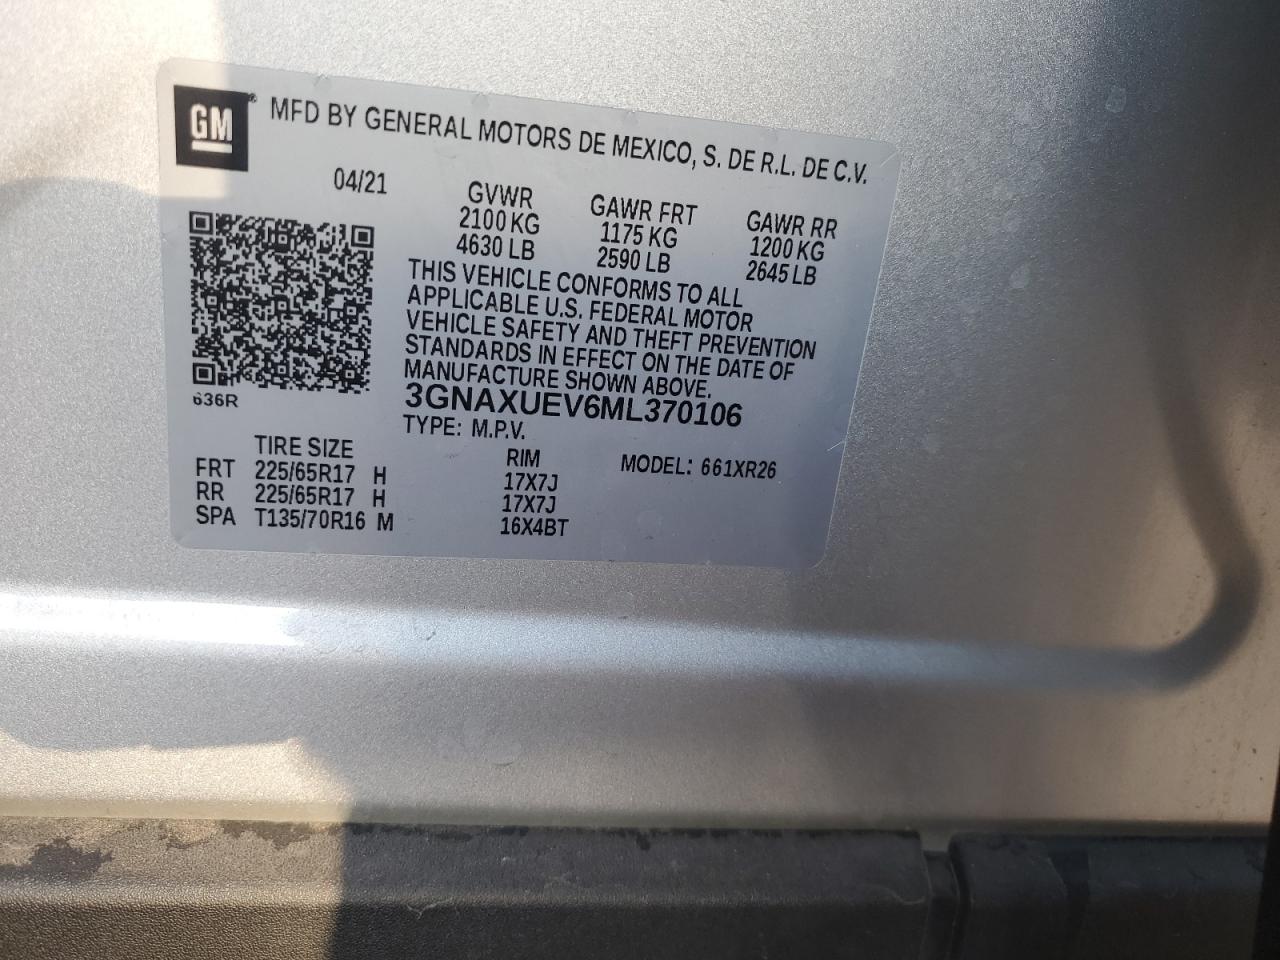 GM® MFD BY GENERAL MOTORS DE MEXICO, S. DE R.L. DE C.V.
04/21 GVWR GAWR FRT GAWR RR
2100 KG 1175 KG 1200 KG
4630 LB 2590 LB 2645 LB
THIS VEHICLE CONFORMS TO ALL
APPLICABLE U.S. FEDERAL MOTOR
VEHICLE SAFETY AND THEFT PREVENTION
STANDARDS IN EFFECT ON THE DATE OF
MANUFACTURE SHOWN ABOVE.
636R 3GNAXUEV6ML370106
TYPE: M.P.V.
TIRE SIZE RIM MODEL: 661XR26
FRT 225/65R17 H 17X7J
RR 225/65R17 H 17X7J
SPA T135/70R16 M 16X4BT